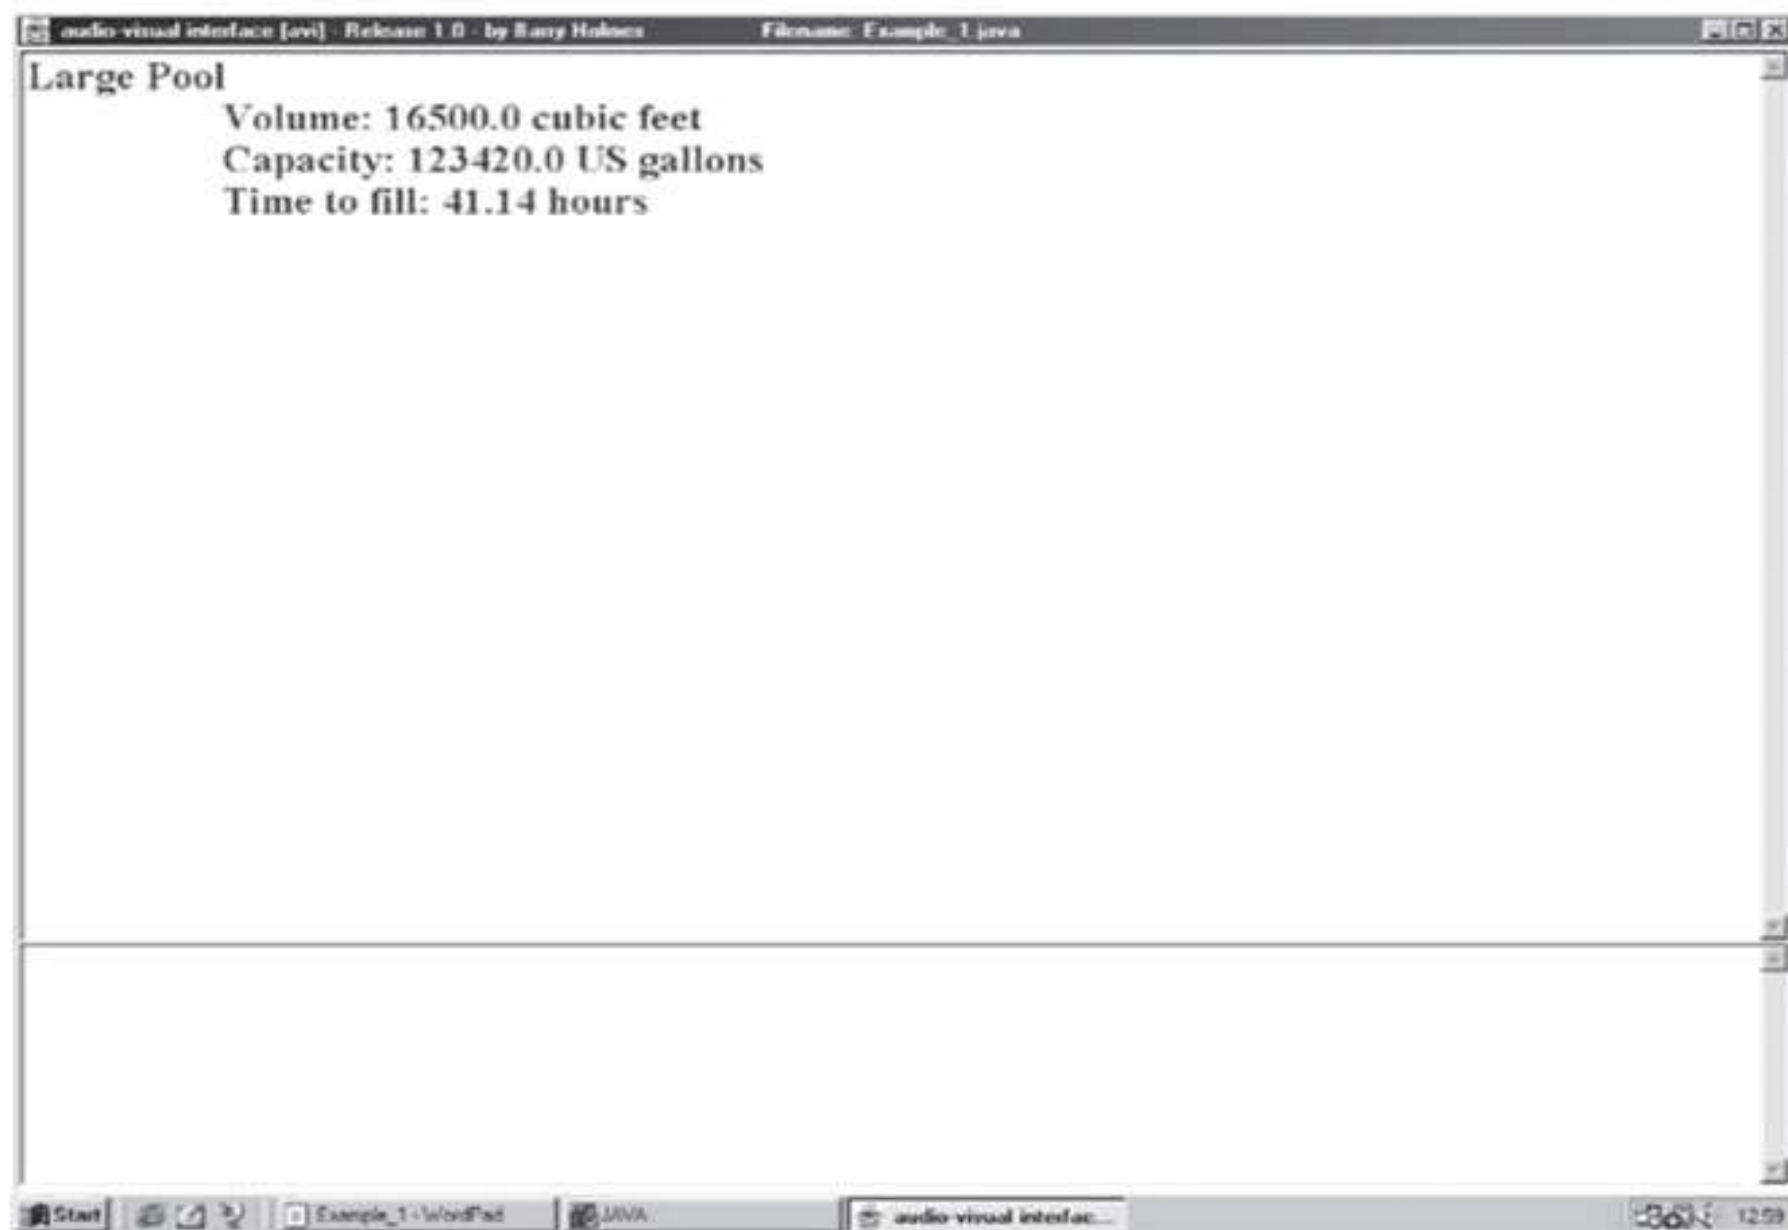 audio-visual interface [avi] - Release 1.0 - by Barry Holmes Filename: Example_1.java
Large Pool
Volume: 16500.0 cubic feet
Capacity: 123420.0 US gallons
Time to fill: 41.14 hours
Start Example_1 - WordPad JAVA audio-visual interfac... 12:59